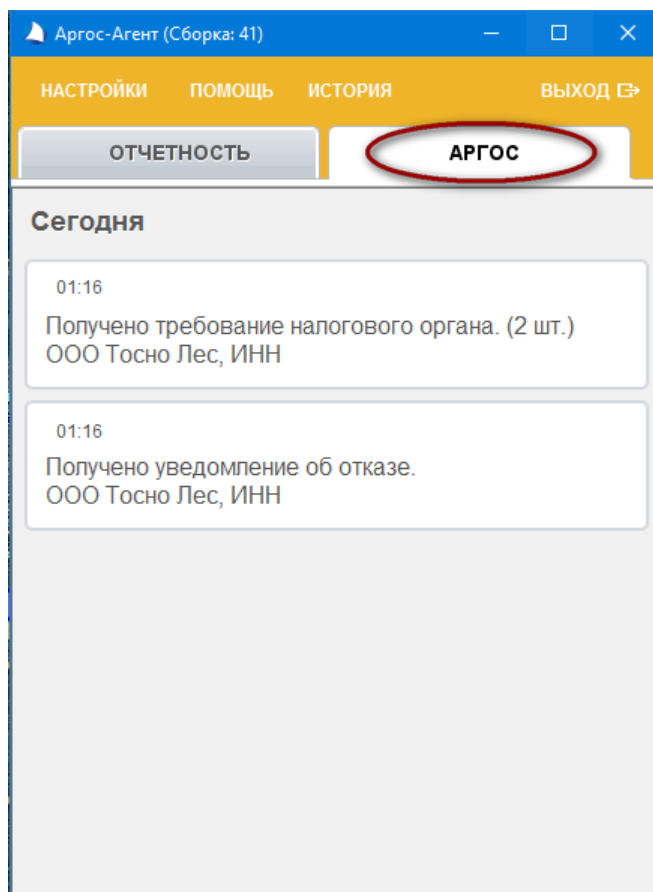 Аргос-Агент (Сборка: 41)
НАСТРОЙКИ ПОМОЩЬ ИСТОРИЯ ВЫХОД
ОТЧЕТНОСТЬ АРГОС
Сегодня
01:16
Получено требование налогового органа. (2 шт.)
ООО Тосно Лес, ИНН
01:16
Получено уведомление об отказе.
ООО Тосно Лес, ИНН